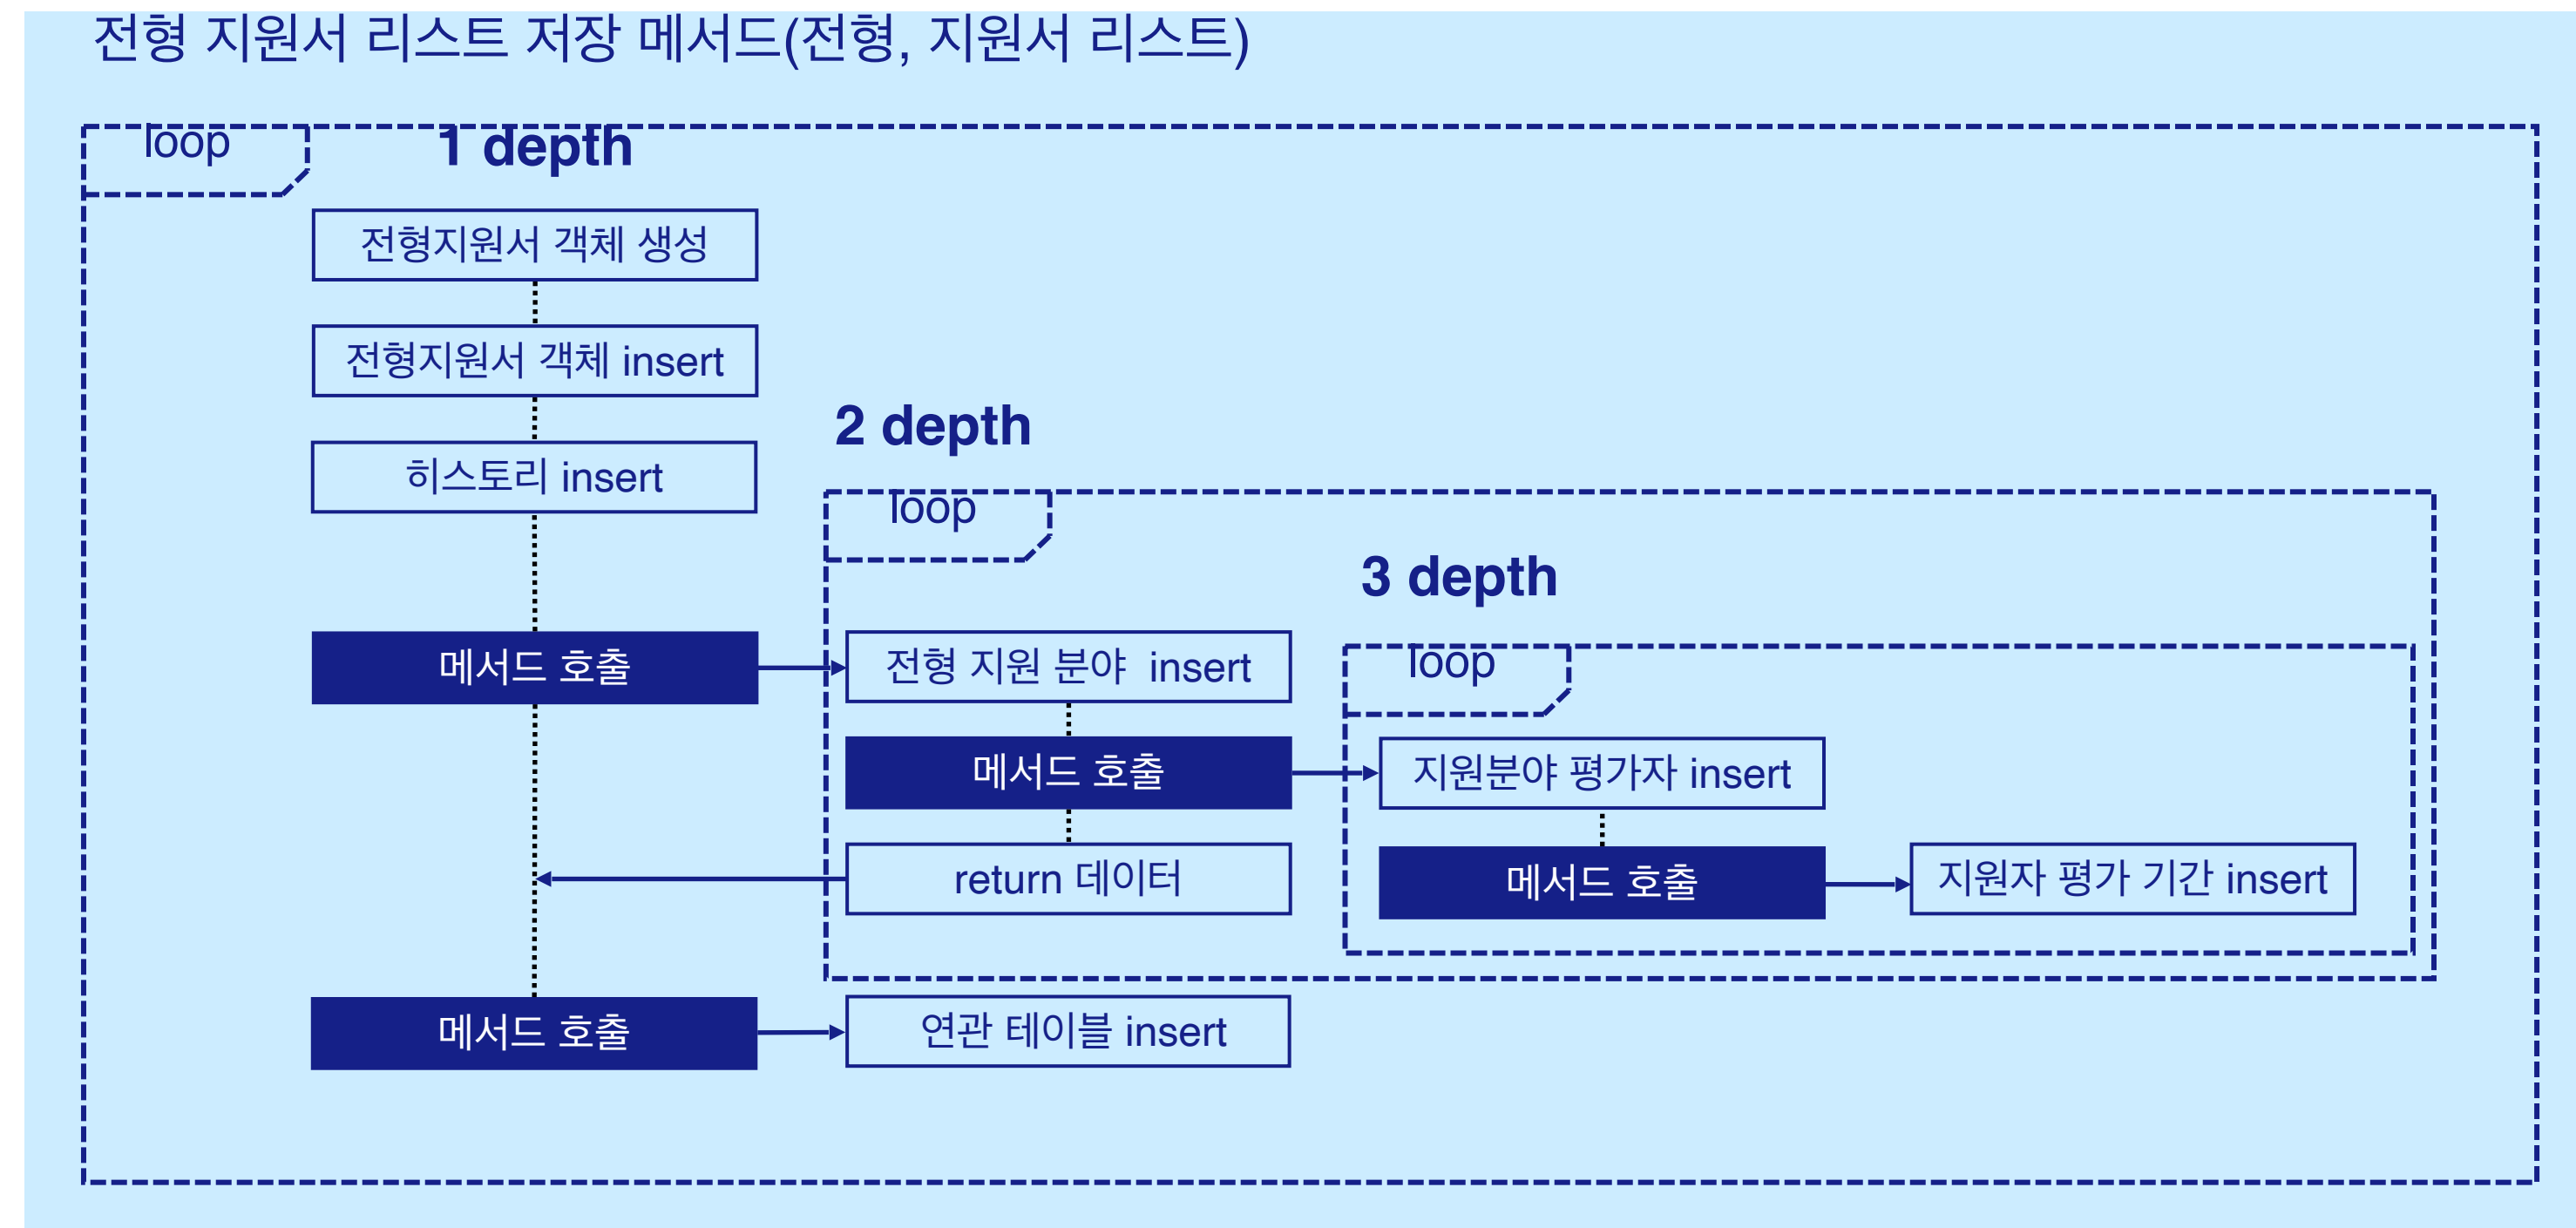 전형 지원서 리스트 저장 메서드(전형, 지원서 리스트)
loop
1 depth
전형지원서 객체 생성
전형지원서 객체 insert
히스토리 insert
2 depth
loop
3 depth
메서드 호출
전형 지원 분야 insert
loop
메서드 호출
지원분야 평가자 insert
return 데이터
메서드 호출
지원자 평가 기간 insert
메서드 호출
연관 테이블 insert